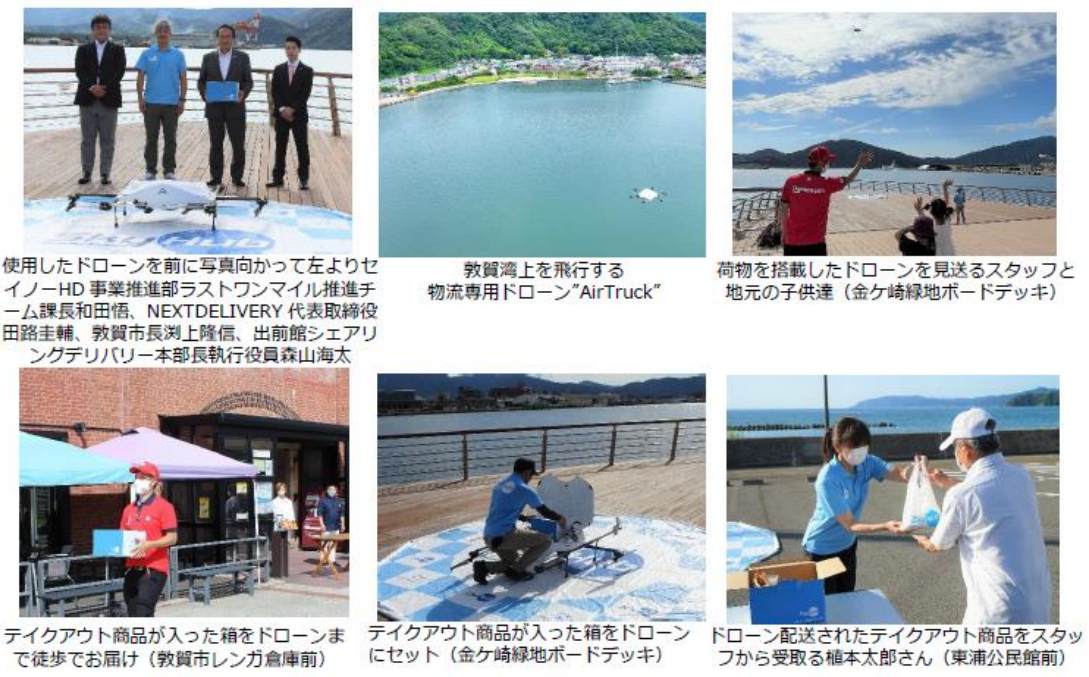 SkyHUB
使用したドローンを前に写真向かって左よりセ
イノーHD 事業推進部ラストワンマイル推進チ
ーム課長和田悟、NEXTDELIVERY 代表取締役
田路圭輔、敦賀市長渕上隆信、出前館シェアリ
ングデリバリー本部長執行役員森山海太
敦賀湾上を飛行する
物流専用ドローン”AirTruck”
荷物を搭載したドローンを見送るスタッフと
地元の子供達（金ケ崎緑地ボードデッキ）
テイクアウト商品が入った箱をドローンま
で徒歩でお届け（敦賀市レンガ倉庫前）
テイクアウト商品が入った箱をドローン
にセット（金ケ崎緑地ボードデッキ）
ドローン配送されたテイクアウト商品をスタッ
フから受取る植本太郎さん（東浦公民館前）